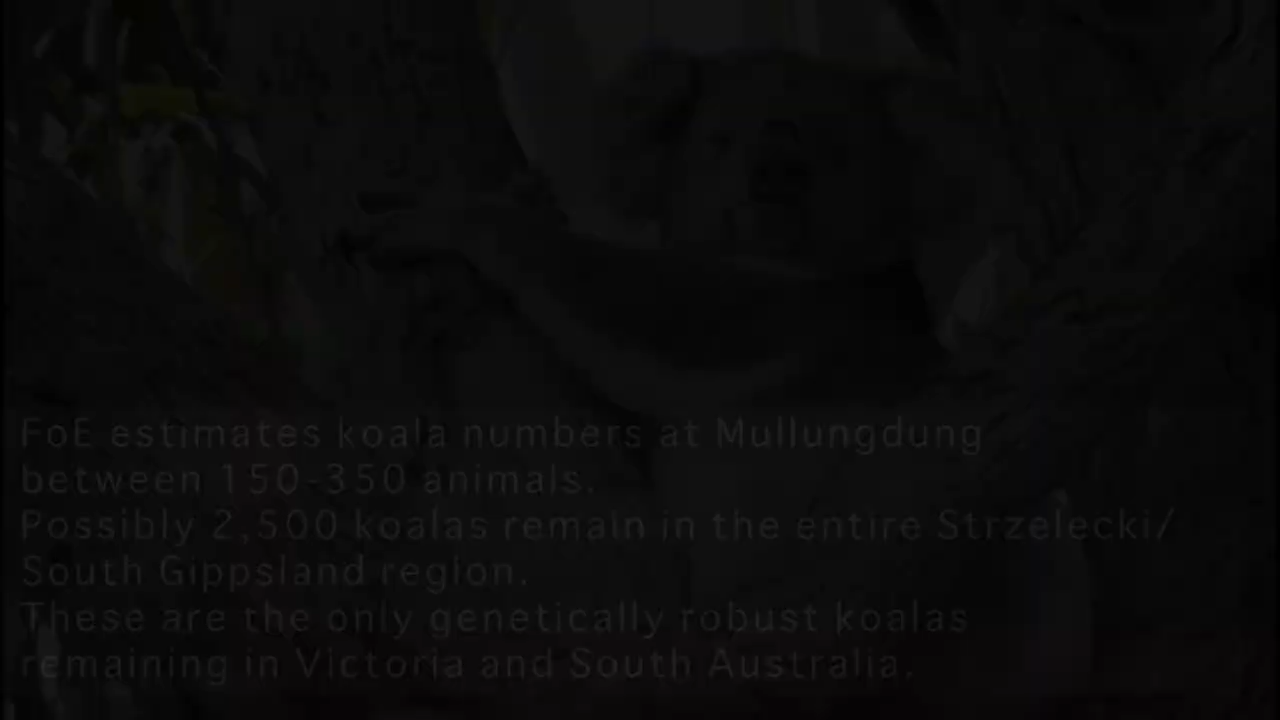 FoE estimates koala numbers at Mullungdung
between 150-350 animals.
Possibly 2,500 koalas remain in the entire Strzelecki/
South Gippsland region.
These are the only genetically robust koalas
remaining in Victoria and South Australia.